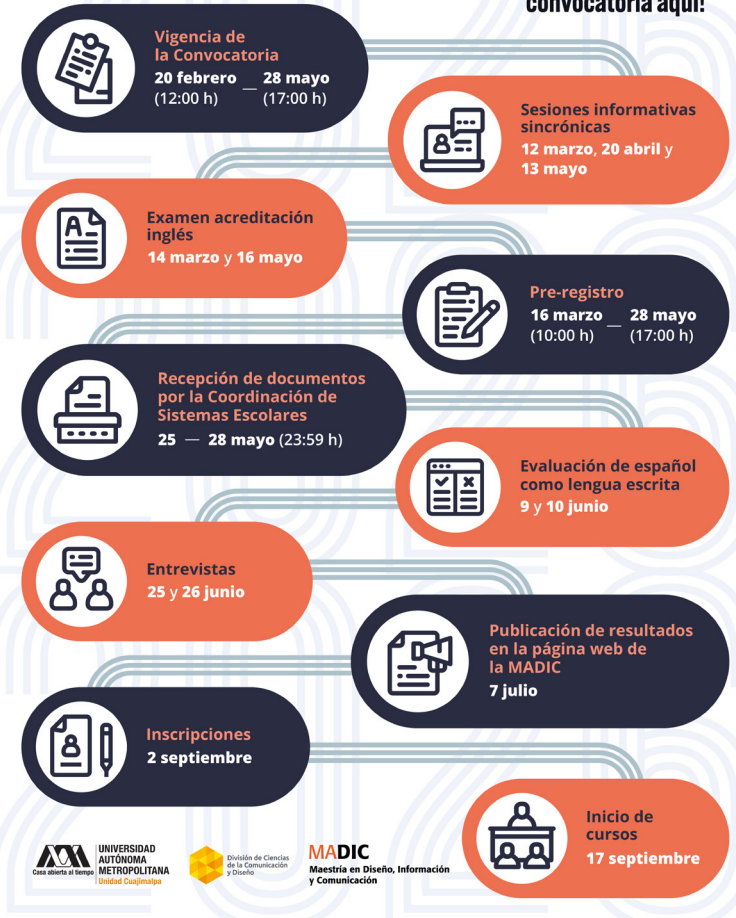 convocatoria aquí!
Vigencia de
la Convocatoria
20 febrero — 28 mayo
(12:00 h) (17:00 h)
Sesiones informativas
sincrónicas
12 marzo, 20 abril y
13 mayo
Examen acreditación
inglés
14 marzo y 16 mayo
Pre-registro
16 marzo — 28 mayo
(10:00 h) (17:00 h)
Recepción de documentos
por la Coordinación de
Sistemas Escolares
25 — 28 mayo (23:59 h)
Evaluación de español
como lengua escrita
9 y 10 junio
Entrevistas
25 y 26 junio
Publicación de resultados
en la página web de
la MADIC
7 julio
Inscripciones
2 septiembre
Inicio de
cursos
17 septiembre
Casa abierta al tiempo
UNIVERSIDAD
AUTÓNOMA
METROPOLITANA
Unidad Cuajimalpa
División de Ciencias
de la Comunicación
y Diseño
MADIC
Maestría en Diseño, Información
y Comunicación